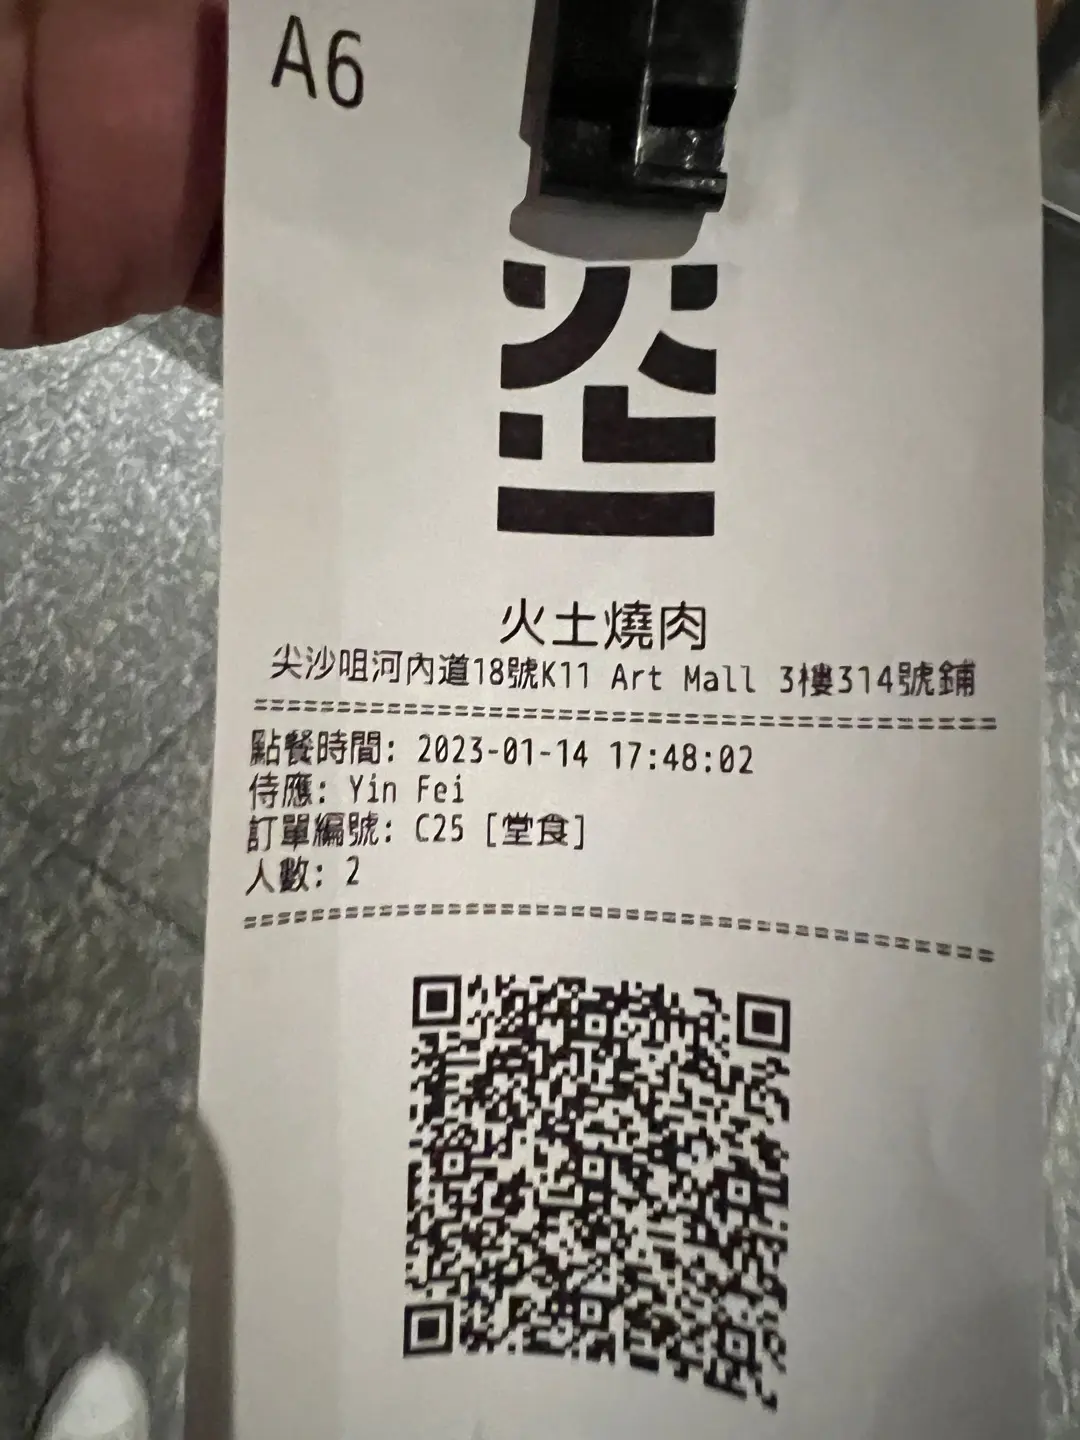 A6
火土燒肉
尖沙咀河內道18號K11 Art Mall 3樓314號鋪
點餐時間: 2023-01-14 17:48:02
侍應: Yin Fei
訂單編號: C25 [堂食]
人數: 2